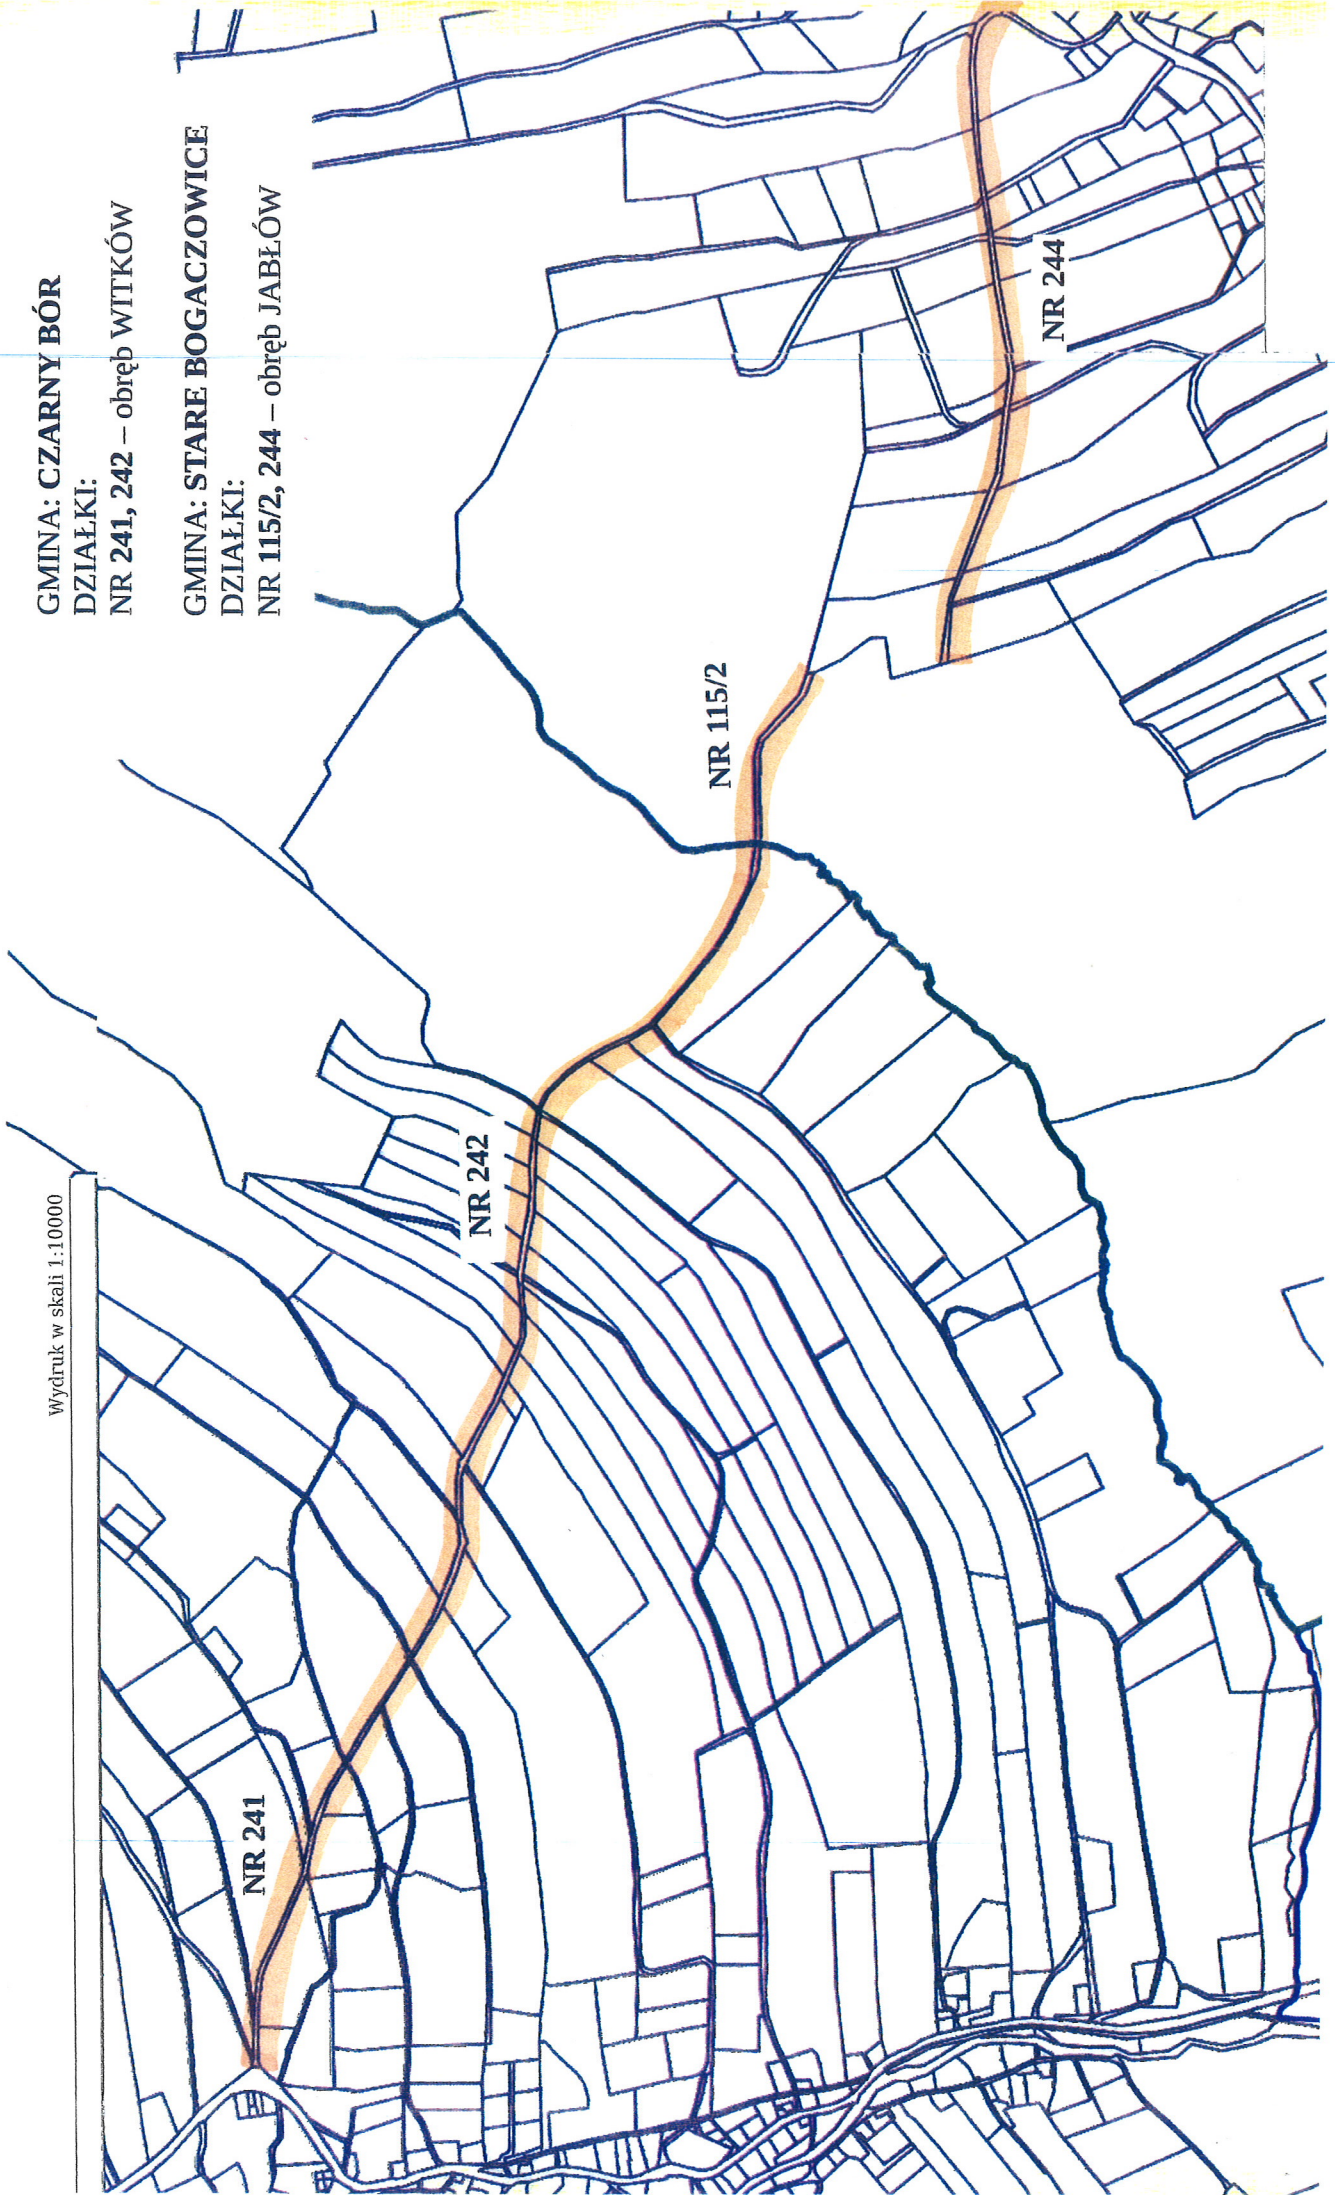 GMINA: CZARNY BÓR
DZIAŁKI:
NR 241, 242 – obręb WITKÓW
GMINA: STARE BOGACZOWICE
DZIAŁKI:
NR 115/2, 244 – obręb JABŁÓW
Wydruk w skali 1:10000
NR 241
NR 242
NR 115/2
NR 244